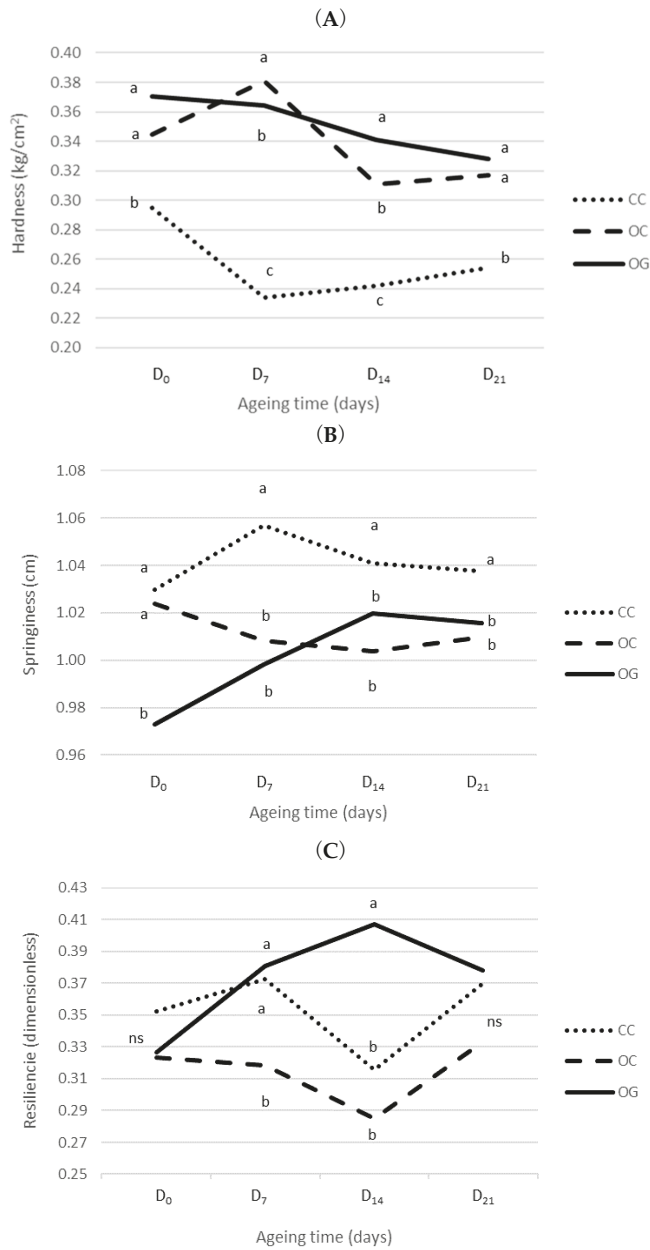 (A)
0.40
0.38
0.36
0.34
0.32
0.30
0.28
0.26
0.24
0.22
0.20
Hardness (kg/cm²)
a
a
a
a
b
a
a
b
b
c
c
b
a
D₀
D₇
D₁₄
D₂₁
Ageing time (days)
CC
OC
OG
(B)
1.08
1.06
1.04
1.02
1.00
0.98
0.96
Springiness (cm)
a
a
a
a
a
b
b
b
b
b
b
b
D₀
D₇
D₁₄
D₂₁
Ageing time (days)
CC
OC
OG
(C)
0.43
0.41
0.39
0.37
0.35
0.33
0.31
0.29
0.27
0.25
Resiliencie (dimensionless)
ns
a
a
b
a
b
b
ns
D₀
D₇
D₁₄
D₂₁
Ageing time (days)
CC
OC
OG